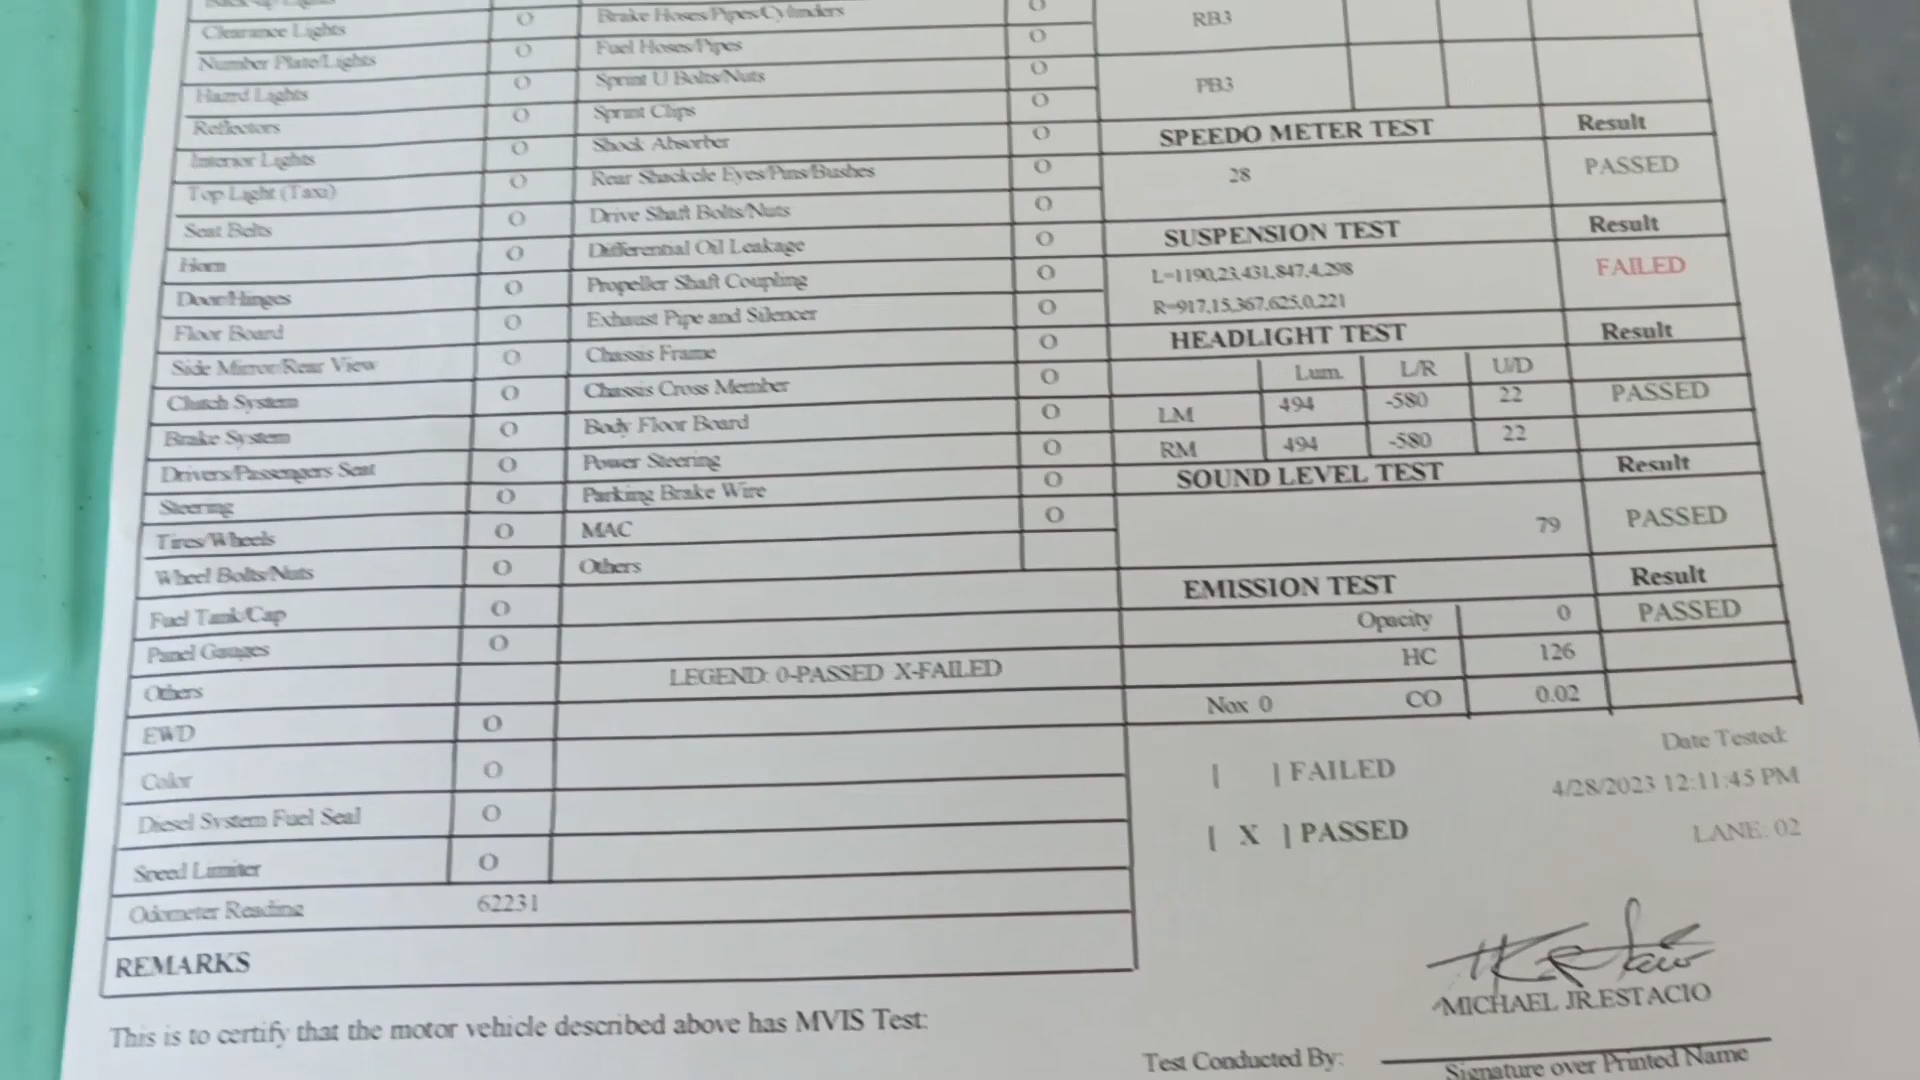 Back-up Lights O Brake Hoses/Pipes/Cylinders O RB3
Clearance Lights O Fuel Hoses/Pipes O
Number Plate/Lights O Sprint U Bolts/Nuts O PB3
Hazrd Lights O Sprint Clips O
Reflectors O Shock Absorber O SPEEDO METER TEST Result
Interior Lights O Rear Shackcle Eyes/Pins/Bushes O 28 PASSED
Top Light (Taxi) O Drive Shaft Bolts/Nuts O
Seat Belts O Differential Oil Leakage O SUSPENSION TEST Result
Horn O Propeller Shaft Coupling O L=1190,23,431,847,4,298 FAILED
Door/Hinges O Exhaust Pipe and Silencer O R=917,15,367,625,0,221
Floor Board O Chassis Frame O HEADLIGHT TEST Result
Side Mirror/Rear View O Chassis Cross Member O Lum. L/R U/D
Clutch System O Body Floor Board O LM 494 -580 22 PASSED
Brake System O Power Steering O RM 494 -580 22
Drivers/Passengers Seat O Parking Brake Wire O SOUND LEVEL TEST Result
Steering O MAC O 79 PASSED
Tires/Wheels O Others
Wheel Bolts/Nuts O EMISSION TEST Result
Fuel Tank/Cap O Opacity 0 PASSED
Panel Gauges O HC 126
Others LEGEND: 0-PASSED X-FAILED Nox 0 CO 0.02
EWD O
Color O [ ] FAILED Date Tested:
4/28/2023 12:11:45 PM
Diesel System Fuel Seal O [ X ] PASSED LANE: 02
Speed Limiter O
Odometer Reading 62231
REMARKS
MICHAEL JR.ESTACIO
This is to certify that the motor vehicle described above has MVIS Test:
Test Conducted By:
Signature over Printed Name